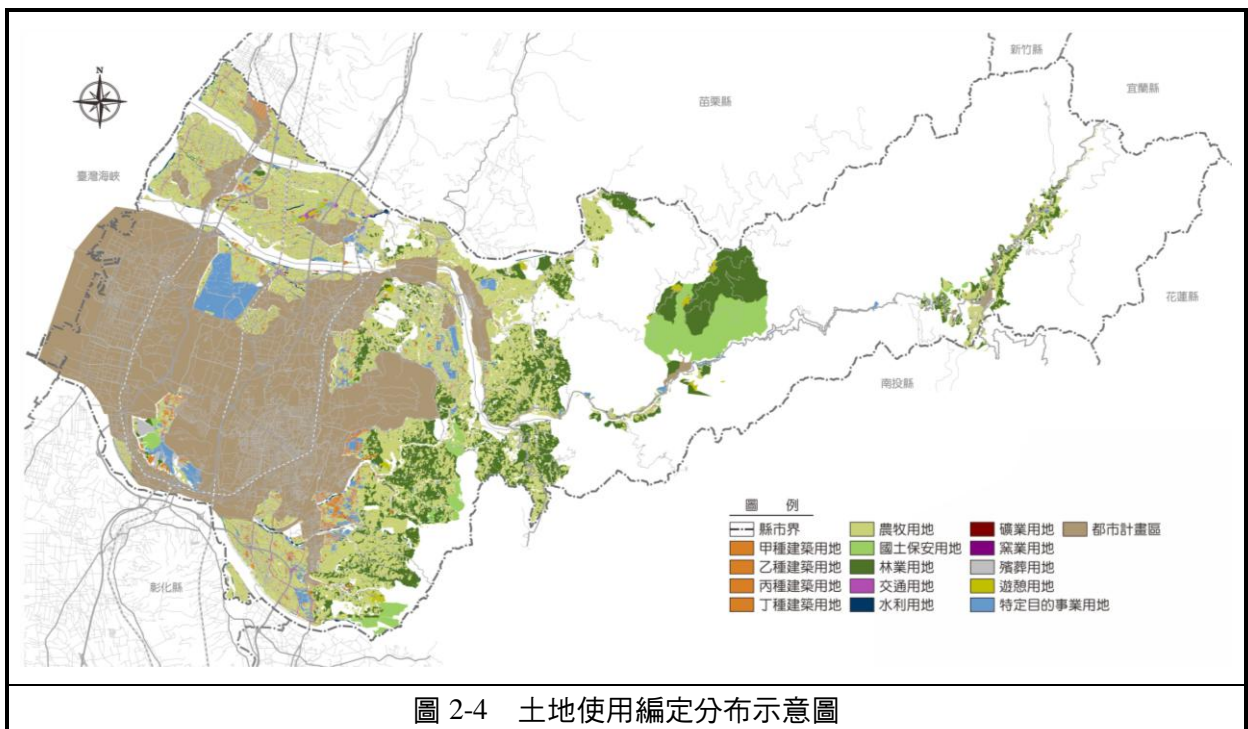 N
新竹縣
宜蘭縣
苗栗縣
臺灣海峽
花蓮縣
南投縣
彰化縣
圖 例
縣市界
甲種建築用地
乙種建築用地
丙種建築用地
丁種建築用地
農牧用地
國土保安用地
林業用地
交通用地
水利用地
礦業用地
窯業用地
殯葬用地
遊憩用地
特定目的事業用地
都市計畫區
圖 2-4 土地使用編定分布示意圖